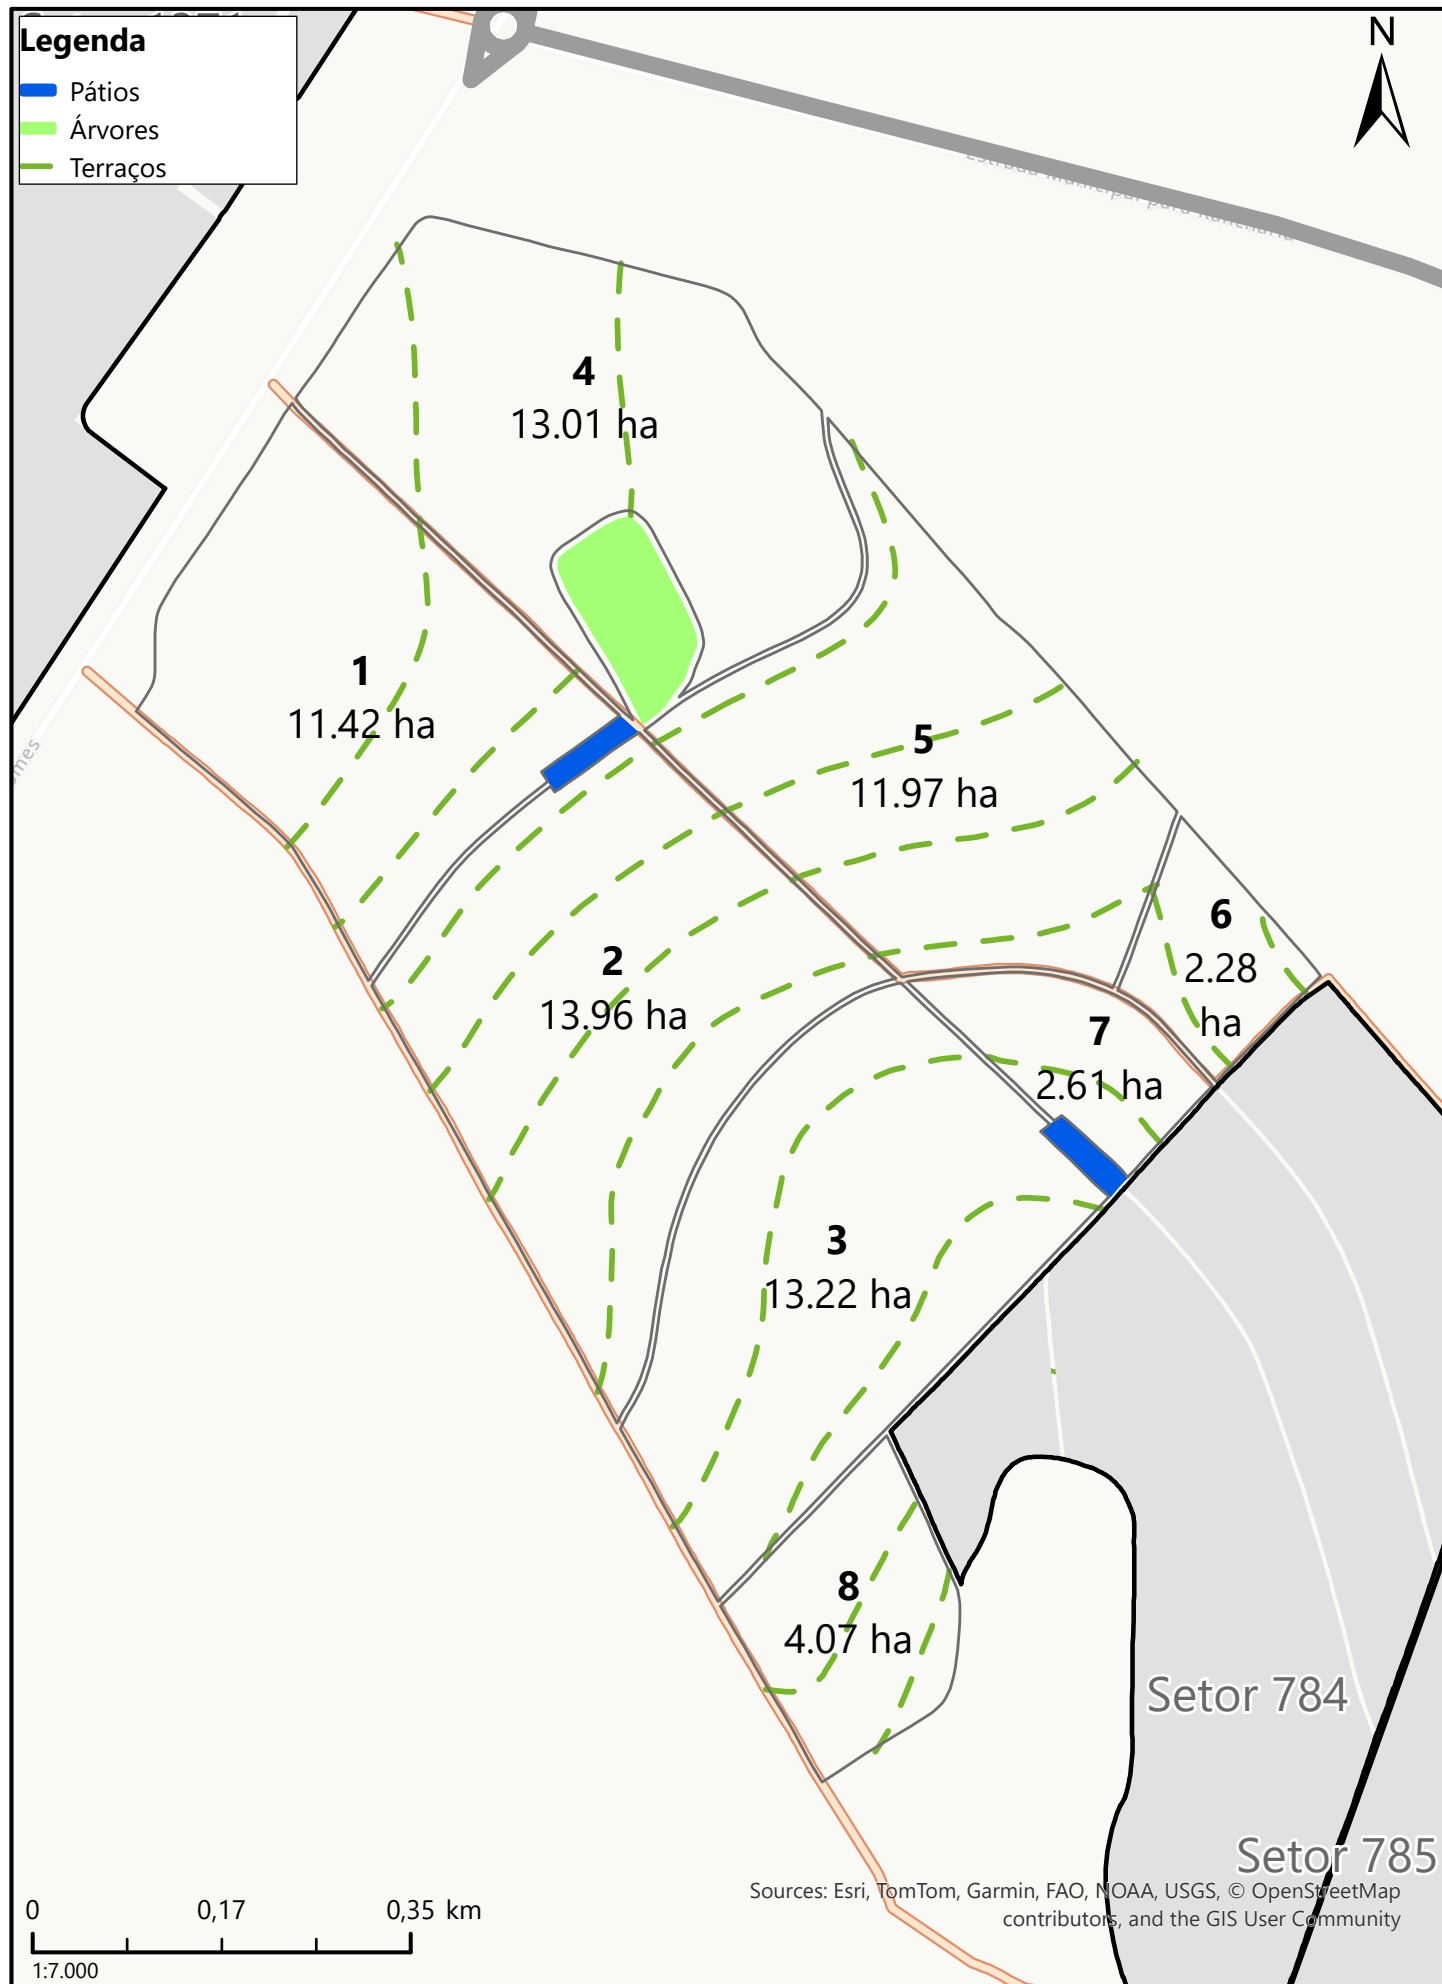 Legenda
Pátios
Árvores
Terraços
N
Estrada Municipal para
4
13.01 ha
1
11.42 ha
5
11.97 ha
6
2.28
ha
2
13.96 ha
7
2.61 ha
3
13.22 ha
8
4.07 ha
Setor 784
Setor 785
Sources: Esri, TomTom, Garmin, FAO, NOAA, USGS, © OpenStreetMap
contributors, and the GIS User Community
0 0,17 0,35 km
1:7.000